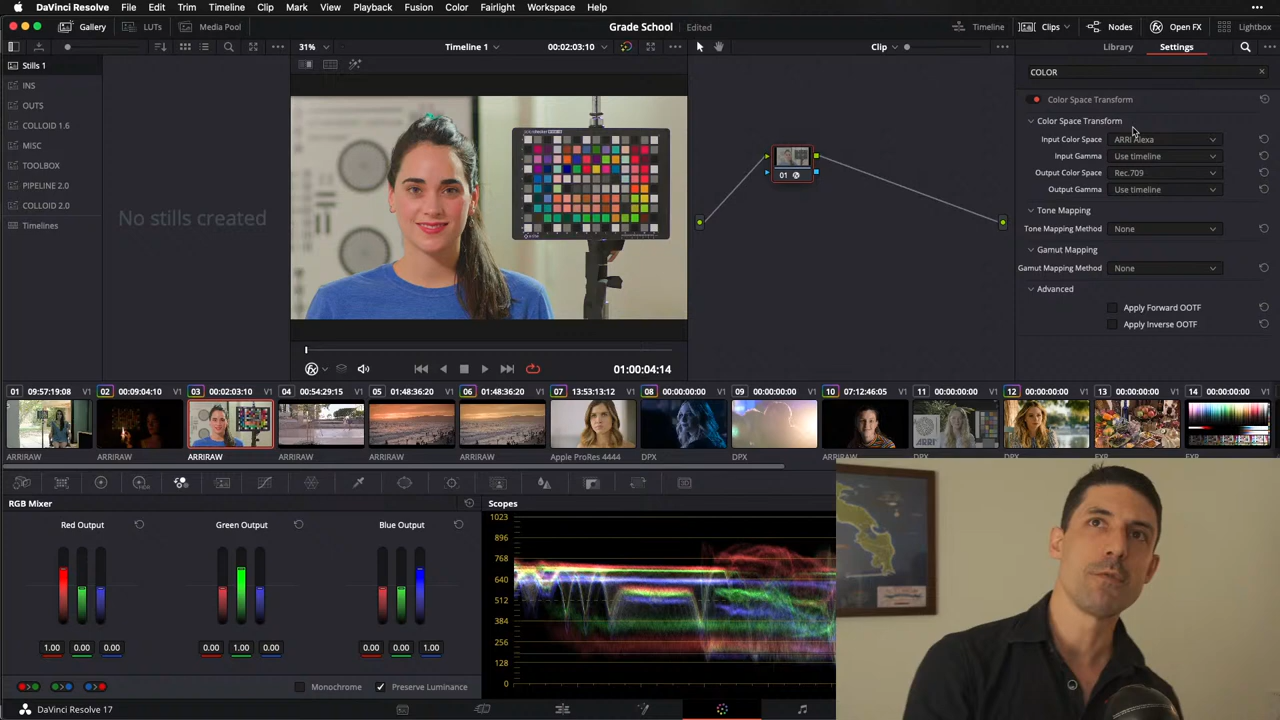 DaVinci Resolve File Edit Trim Timeline Clip Mark View Playback Fusion Color Fairlight Workspace Help
Grade School Edited
Gallery LUTs Media Pool Timeline Clips Nodes Open FX Lightbox
31% Timeline 1 00:02:03:10 Clip Library Settings
Stills 1
INS
OUTS
COLLOID 1.6
MISC
TOOLBOX
PIPELINE 2.0
COLLOID 2.0
Timelines
No stills created
01
COLOR
Color Space Transform
Color Space Transform
Input Color Space ARRI Alexa
Input Gamma Use timeline
Output Color Space Rec.709
Output Gamma Use timeline
Tone Mapping
Tone Mapping Method None
Gamut Mapping
Gamut Mapping Method None
Advanced
Apply Forward OOTF
Apply Inverse OOTF
01:00:04:14
01 09:57:19:08 V1 02 00:09:04:10 V1 03 00:02:03:10 V1 04 00:54:29:15 V1 05 01:48:36:20 V1 06 01:48:36:20 V1 07 13:53:13:12 V1 08 00:00:00:00 V1 09 00:00:00:00 V1 10 07:12:46:05 V1 11 00:00:00:00 V1 12 00:00:00:00 V1 13 00:00:00:00 V1 14 00:00:00:00 V1
ARRIRAW ARRIRAW ARRIRAW ARRIRAW ARRIRAW ARRIRAW Apple ProRes 4444 DPX DPX ARRIRAW DPX DPX EXR EXR
RGB Mixer
Red Output Green Output Blue Output
1.00 0.00 0.00 0.00 1.00 0.00 0.00 0.00 1.00
Monochrome Preserve Luminance
Scopes
1023
896
768
640
512
384
256
128
0
DaVinci Resolve 17